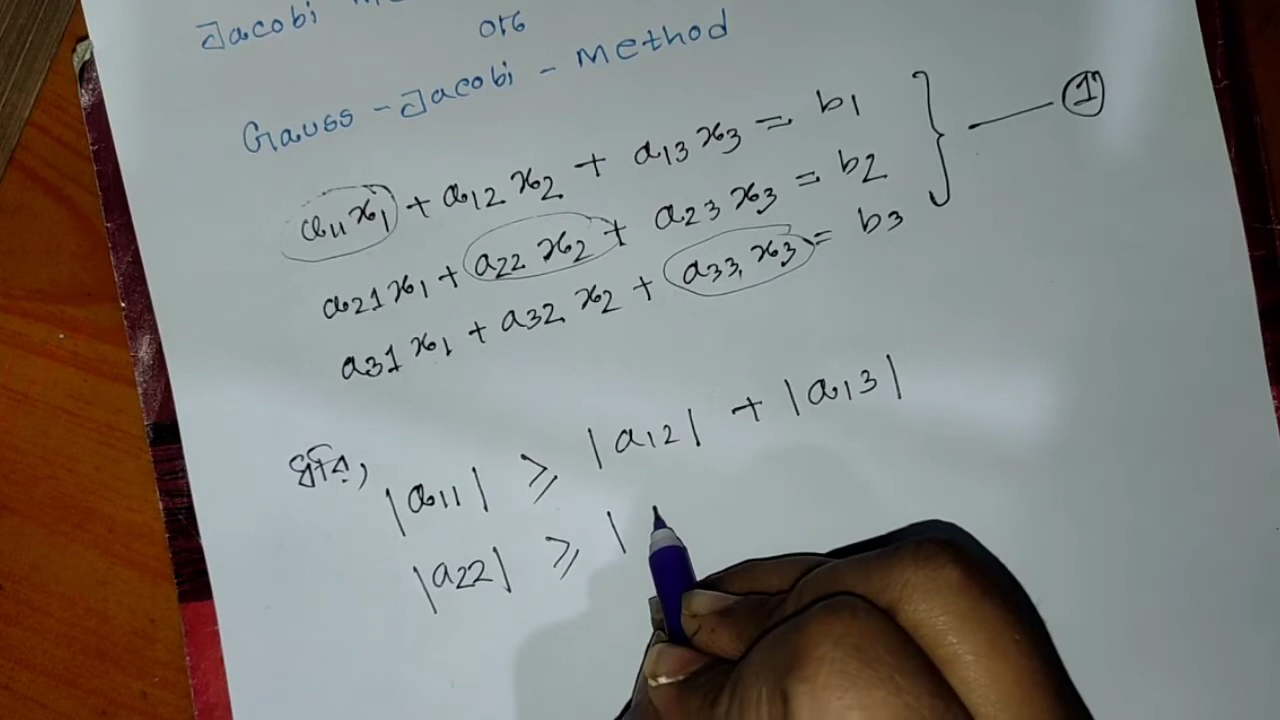 Jacobi
or
Gauss - Jacobi - Method
a11x1 + a12x2 + a13x3 = b1
a21x1 + a22x2 + a23x3 = b2
a31x1 + a32x2 + a33x3 = b3
1
ধরি, |a11| ⩾ |a12| + |a13|
|a22| ⩾ |